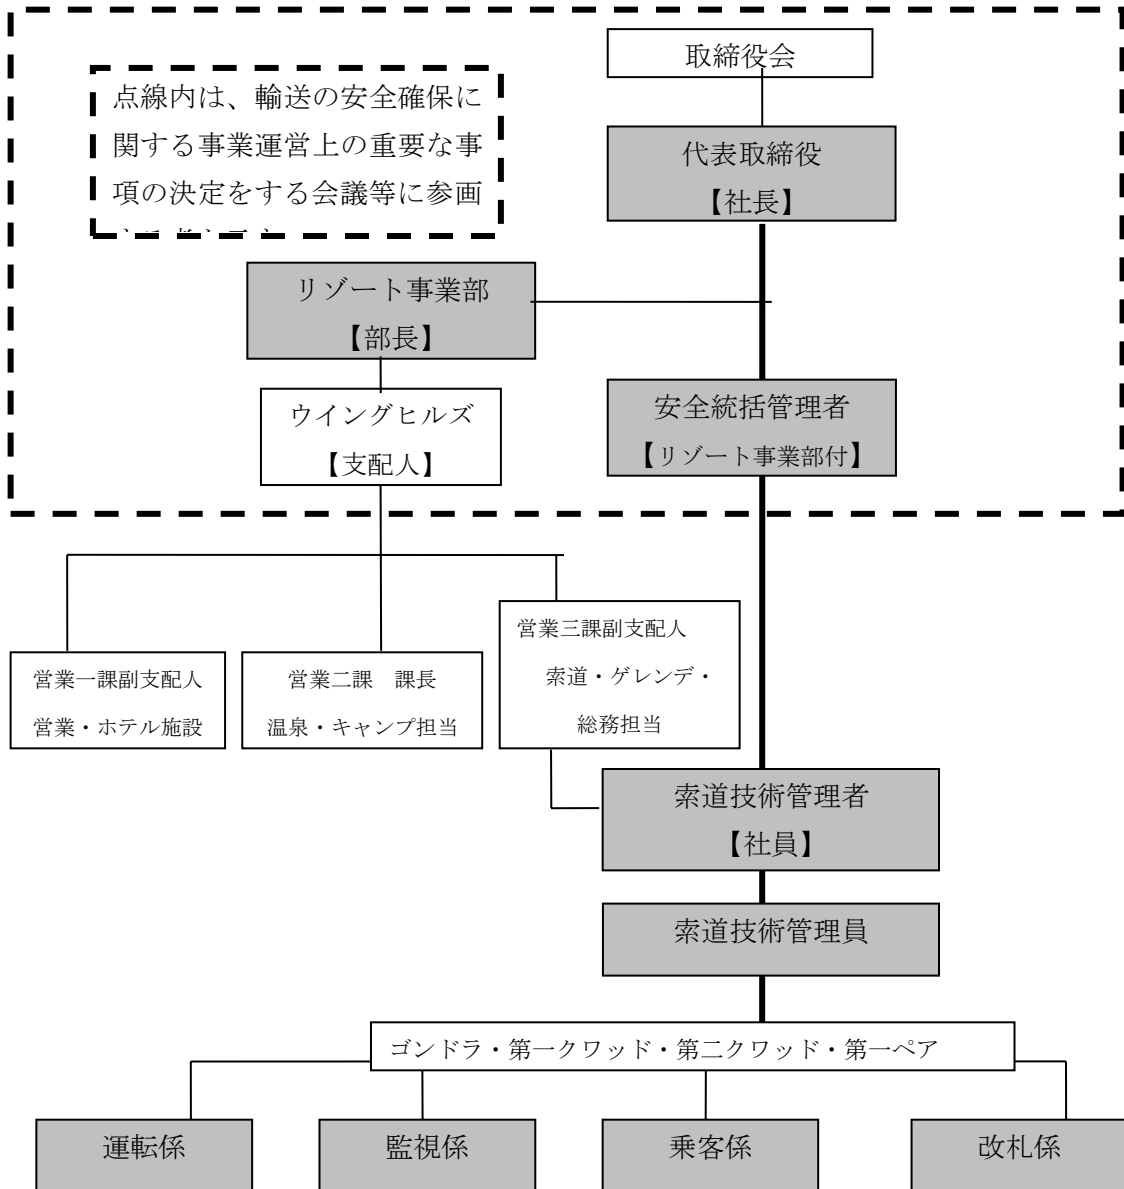 取締役会
点線内は、輸送の安全確保に
関する事業運営上の重要な事
項の決定をする会議等に参画
代表取締役
【社長】
リゾート事業部
【部長】
ウイングヒルズ
【支配人】
安全統括管理者
【リゾート事業部付】
営業一課副支配人
営業・ホテル施設
営業二課 課長
温泉・キャンプ担当
営業三課副支配人
索道・ゲレンデ・
総務担当
索道技術管理者
【社員】
索道技術管理員
ゴンドラ・第一クワッド・第二クワッド・第一ペア
運転係
監視係
乗客係
改札係